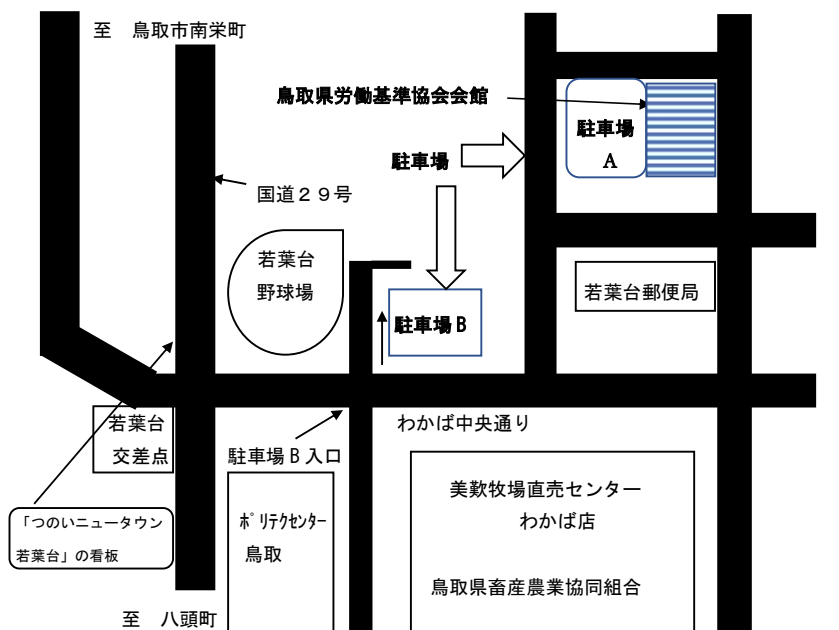 至　鳥取市南栄町
鳥取県労働基準協会会館
駐車場
A
駐車場
国道２９号
若葉台
野球場
若葉台郵便局
駐車場 B
若葉台
交差点
わかば中央通り
駐車場 B 入口
美歎牧場直売センター
わかば店
「つのいニュータウン
若葉台」の看板
ﾎﾟﾘﾃｸｾﾝﾀｰ
鳥取
鳥取県畜産農業協同組合
至　八頭町